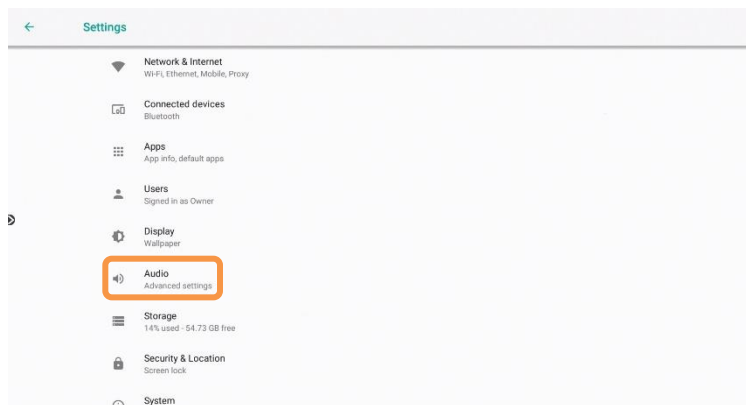 Settings
Network & Internet
Wi-Fi, Ethernet, Mobile, Proxy
Connected devices
Bluetooth
Apps
App info, default apps
Users
Signed in as Owner
Display
Wallpaper
Audio
Advanced settings
Storage
14% used - 54.73 GB free
Security & Location
Screen lock
System